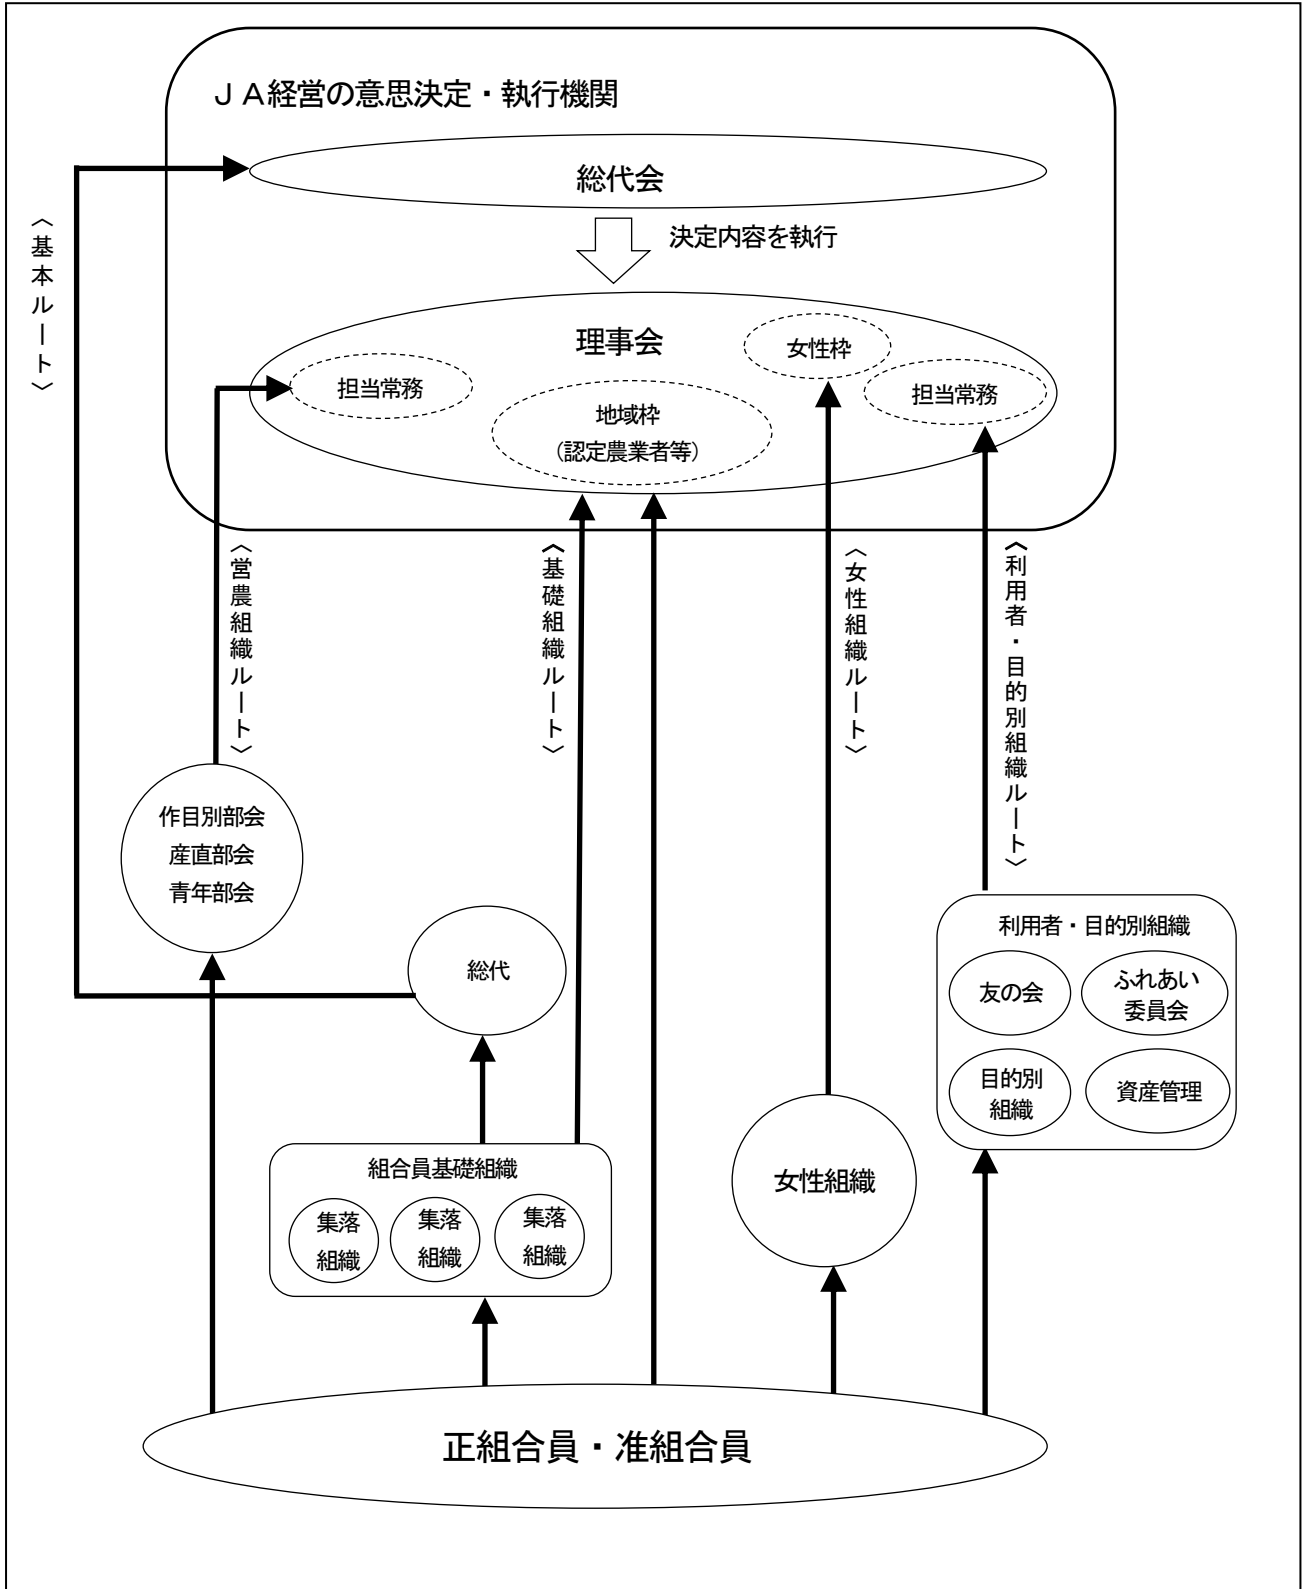 ＪＡ経営の意思決定・執行機関
総代会
決定内容を執行
〈基本ルート〉
理事会
女性枠
担当常務
担当常務
地域枠
（認定農業者等）
〈営農組織ルート〉
〈基礎組織ルート〉
〈女性組織ルート〉
〈利用者・目的別組織ルート〉
作目別部会
産直部会
青年部会
総代
利用者・目的別組織
友の会
ふれあい
委員会
目的別
組織
資産管理
組合員基礎組織
集落
組織
集落
組織
集落
組織
女性組織
正組合員・准組合員